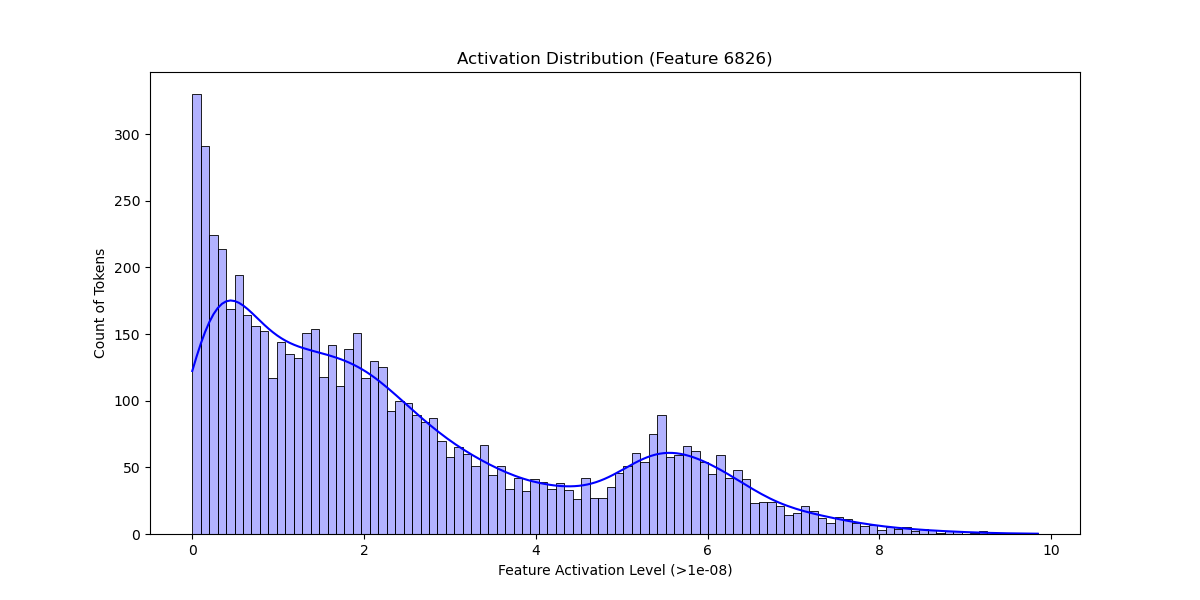 Activation Distribution (Feature 6826)
Count of Tokens
300
250
200
150
100
50
0
0 2 4 6 8 10
Feature Activation Level (>1e-08)